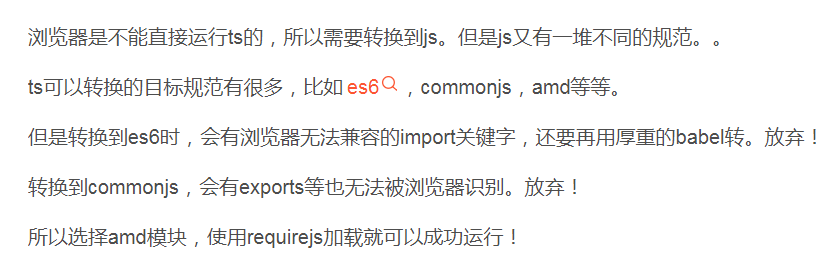 浏览器是不能直接运行ts的，所以需要转换到js。但是js又有一堆不同的规范。。
ts可以转换的目标规范有很多，比如 es6，commonjs，amd等等。
但是转换到es6时，会有浏览器无法兼容的import关键字，还要再用厚重的babel转。放弃！
转换到commonjs，会有exports等也无法被浏览器识别。放弃！
所以选择amd模块，使用requirejs加载就可以成功运行！